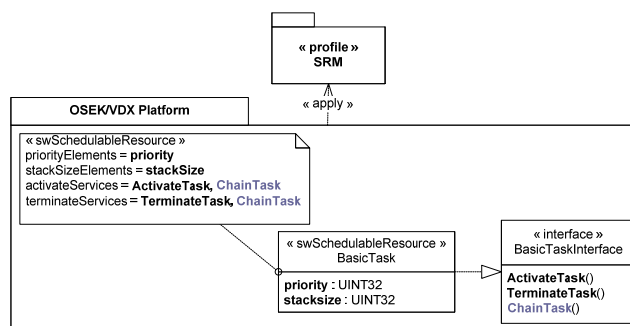 « profile »
SRM
« apply »
OSEK/VDX Platform
« swSchedulableResource »
priorityElements = priority
stackSizeElements = stackSize
activateServices = ActivateTask, ChainTask
terminateServices = TerminateTask, ChainTask
« swSchedulableResource »
BasicTask
priority : UINT32
stacksize : UINT32
« interface »
BasicTaskInterface
ActivateTask()
TerminateTask()
ChainTask()